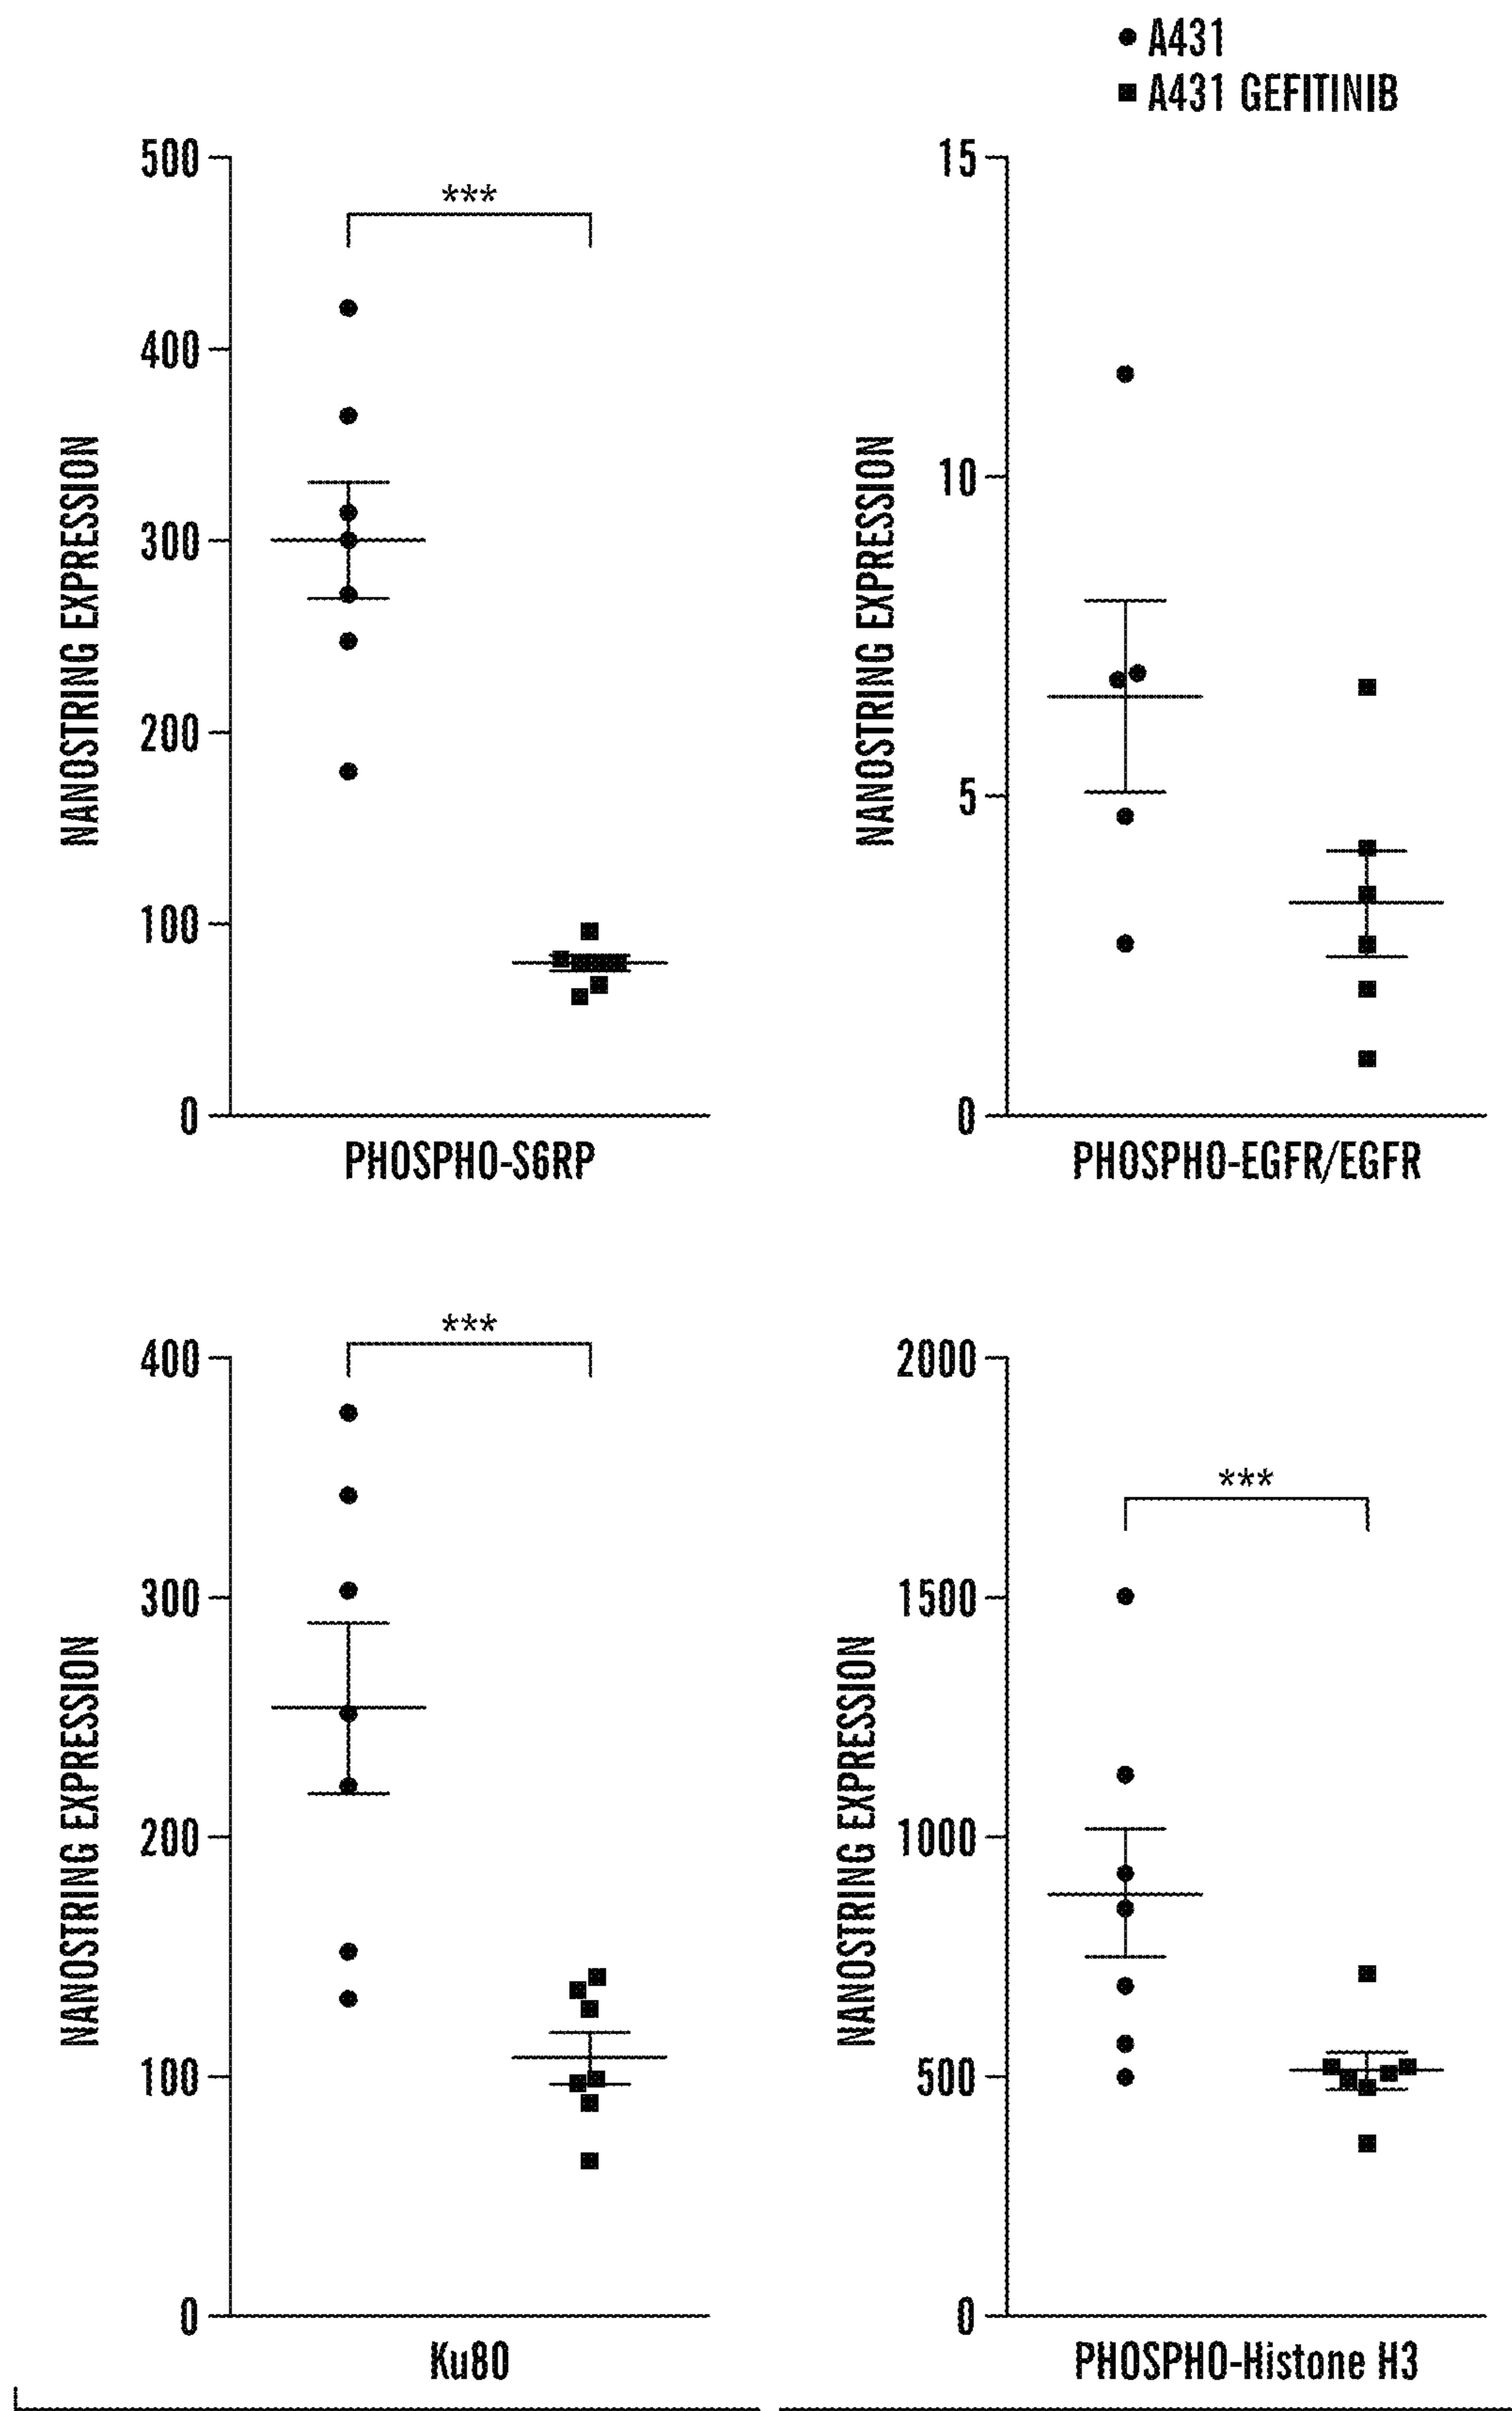 A431
A431 GEFITINIB
500
400
300
200
100
0
NANOSTRING EXPRESSION
***
PHOSPHO-S6RP
15
10
5
0
NANOSTRING EXPRESSION
PHOSPHO-EGFR/EGFR
400
300
200
100
0
NANOSTRING EXPRESSION
***
Ku80
2000
1500
1000
500
0
NANOSTRING EXPRESSION
***
PHOSPHO-Histone H3